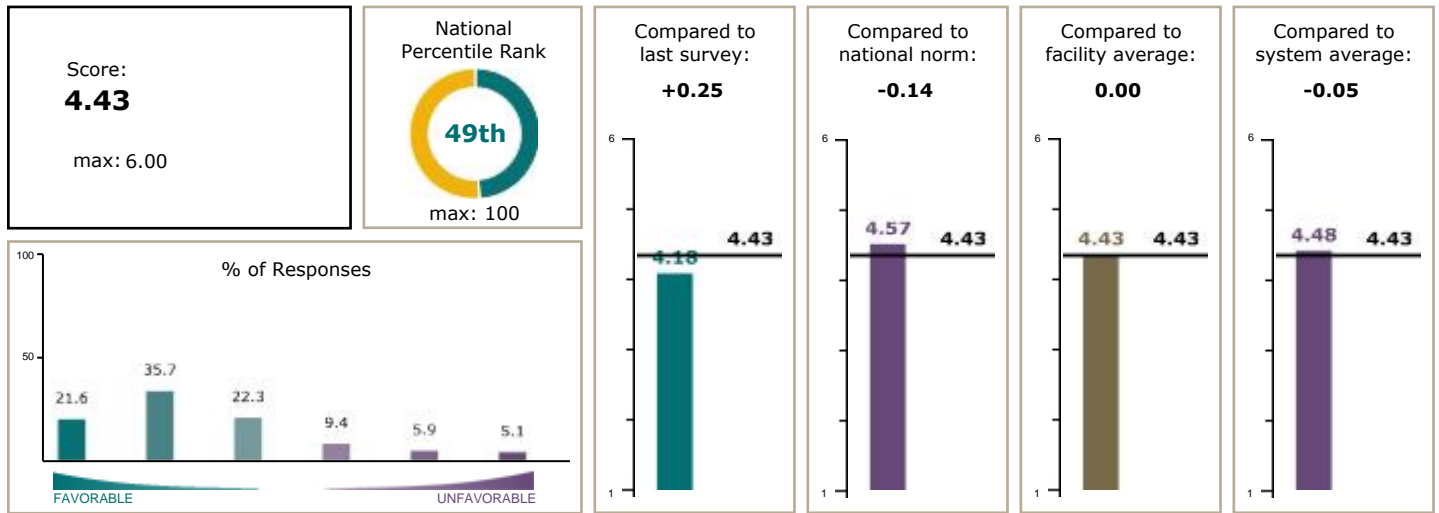 Score:
4.43
max: 6.00
National
Percentile Rank
49th
max: 100
% of Responses
100
50
21.6
35.7
22.3
9.4
5.9
5.1
FAVORABLE
UNFAVORABLE
Compared to
last survey:
+0.25
6
4.43
4.18
1
Compared to
national norm:
-0.14
6
4.57
4.43
1
Compared to
facility average:
0.00
6
4.43
4.43
1
Compared to
system average:
-0.05
6
4.48
4.43
1